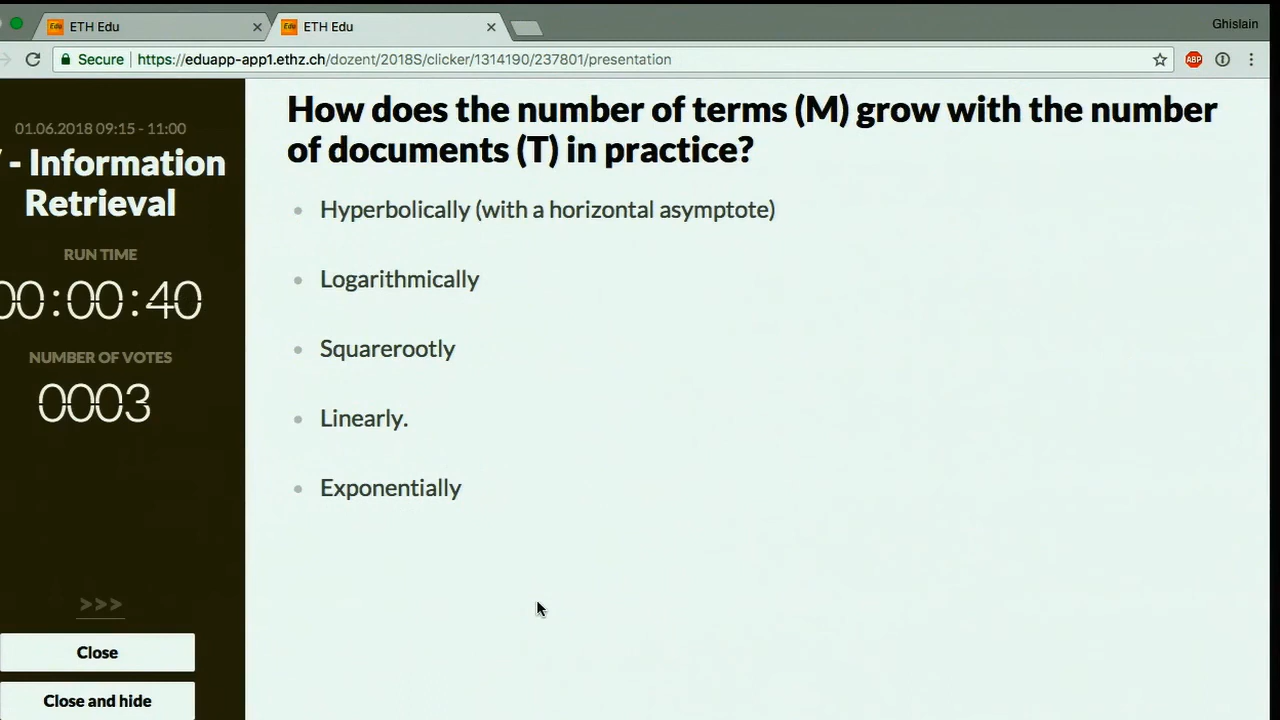 ETH Edu
ETH Edu
Ghislain
Secure https://eduapp-app1.ethz.ch/dozent/2018S/clicker/1314190/237801/presentation
ABP
01.06.2018 09:15 - 11:00
- Information
Retrieval
RUN TIME
00:00:40
NUMBER OF VOTES
0003
>>>
Close
Close and hide
How does the number of terms (M) grow with the number
of documents (T) in practice?
Hyperbolically (with a horizontal asymptote)
Logarithmically
Squarerootly
Linearly.
Exponentially